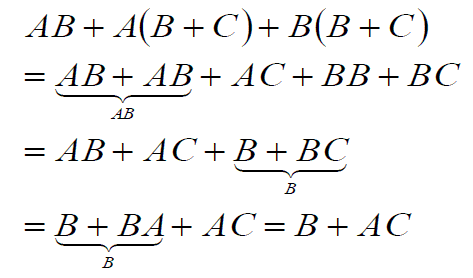 AB + A(B + C) + B(B + C)
= AB + AB + AC + BB + BC
AB
= AB + AC + B + BC
B
= B + BA + AC = B + AC
B